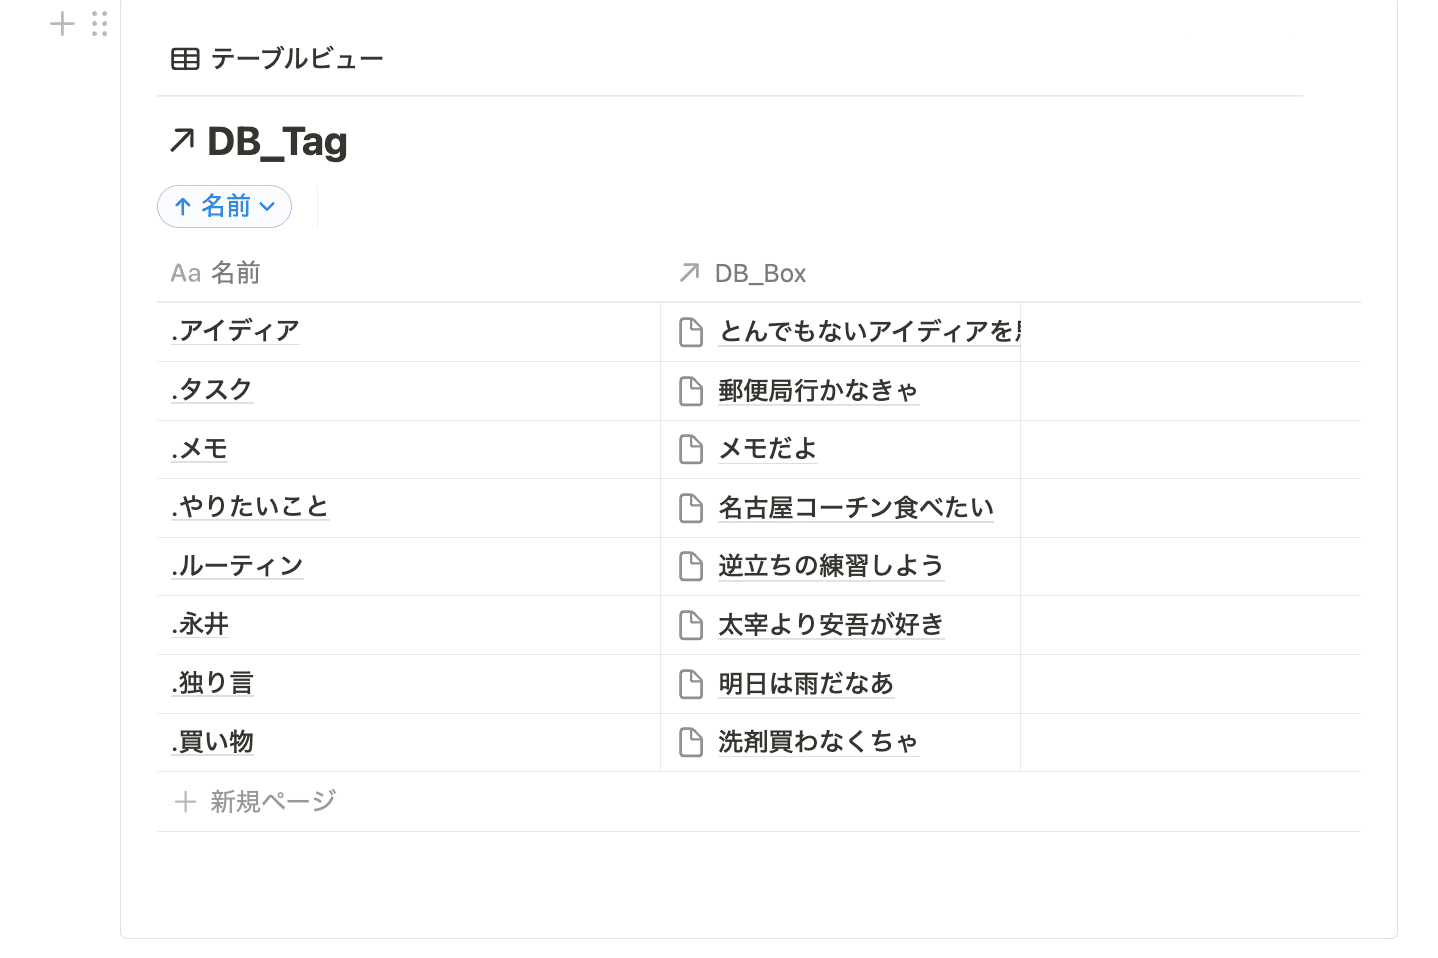 テーブルビュー
DB_Tag
名前
Aa 名前 DB_Box
.アイディア とんでもないアイディアを
.タスク 郵便局行かなきゃ
.メモ メモだよ
.やりたいこと 名古屋コーチン食べたい
.ルーティン 逆立ちの練習しよう
.永井 太宰より安吾が好き
.独り言 明日は雨だなあ
.買い物 洗剤買わなくちゃ
新規ページ